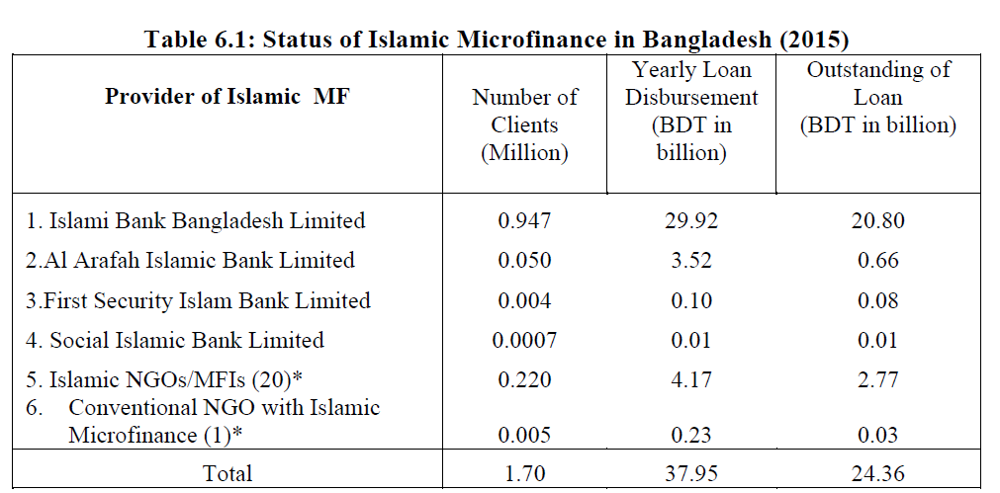 Table 6.1: Status of Islamic Microfinance in Bangladesh (2015)
Provider of Islamic MF
Number of
Clients
(Million)
Yearly Loan
Disbursement
(BDT in
billion)
Outstanding of
Loan
(BDT in billion)
1. Islami Bank Bangladesh Limited 0.947 29.92 20.80
2.Al Arafah Islamic Bank Limited 0.050 3.52 0.66
3.First Security Islam Bank Limited 0.004 0.10 0.08
4. Social Islamic Bank Limited 0.0007 0.01 0.01
5. Islamic NGOs/MFIs (20)* 0.220 4.17 2.77
6. Conventional NGO with Islamic
Microfinance (1)* 0.005 0.23 0.03
Total 1.70 37.95 24.36